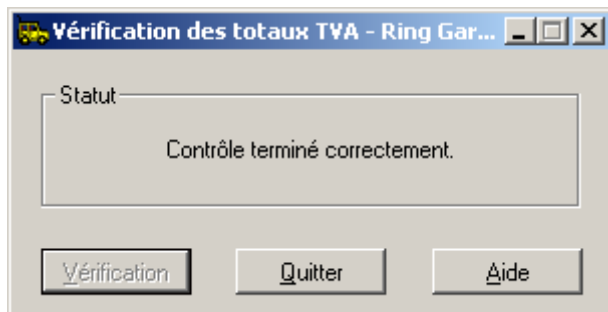 Vérification des totaux TVA - Ring Gar...
Statut
Contrôle terminé correctement.
Vérification Quitter Aide